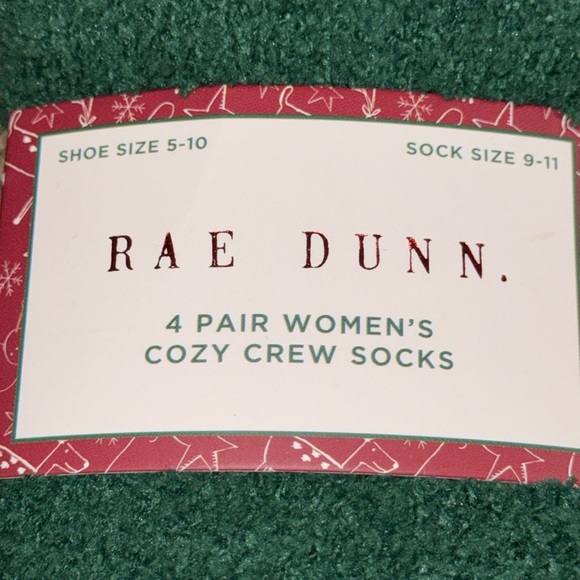 SHOE SIZE 5-10
SOCK SIZE 9-11
RAE DUNN.
4 PAIR WOMEN'S
COZY CREW SOCKS